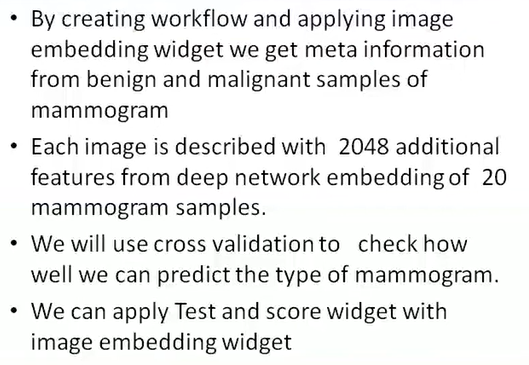 • By creating workflow and applying image
embedding widget we get meta information
from benign and malignant samples of
mammogram
• Each image is described with 2048 additional
features from deep network embedding of 20
mammogram samples.
• We will use cross validation to check how
well we can predict the type of mammogram.
• We can apply Test and score widget with
image embedding widget